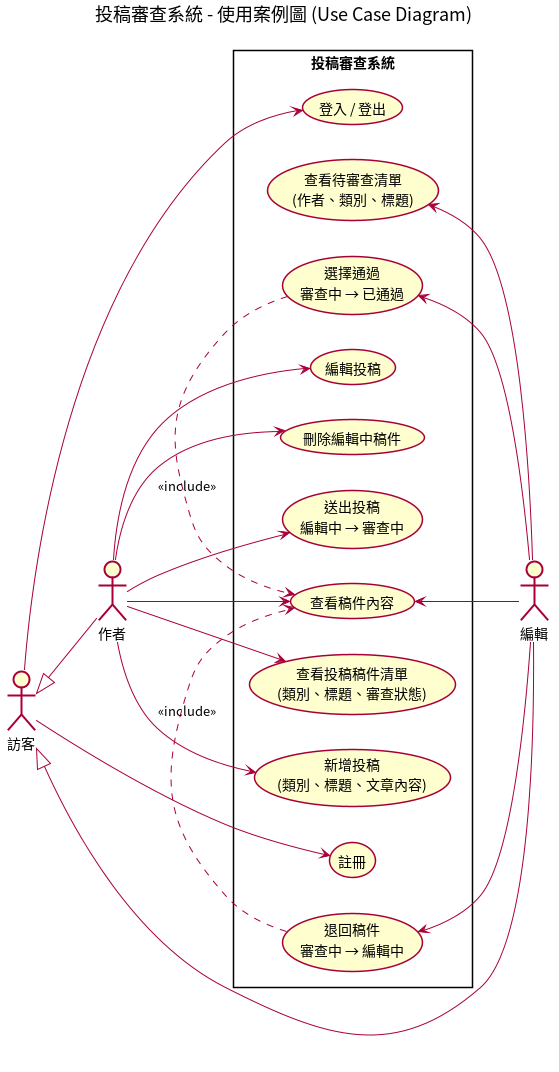 投稿審查系統 - 使用案例圖 (Use Case Diagram)
投稿審查系統
登入 / 登出
查看待審查清單
(作者、類別、標題)
選擇通過
審查中 → 已通過
編輯投稿
刪除編輯中稿件
«include»
送出投稿
編輯中 → 審查中
查看稿件內容
作者
編輯
查看投稿稿件清單
(類別、標題、審查狀態)
«include»
訪客
新增投稿
(類別、標題、文章內容)
註冊
退回稿件
審查中 → 編輯中